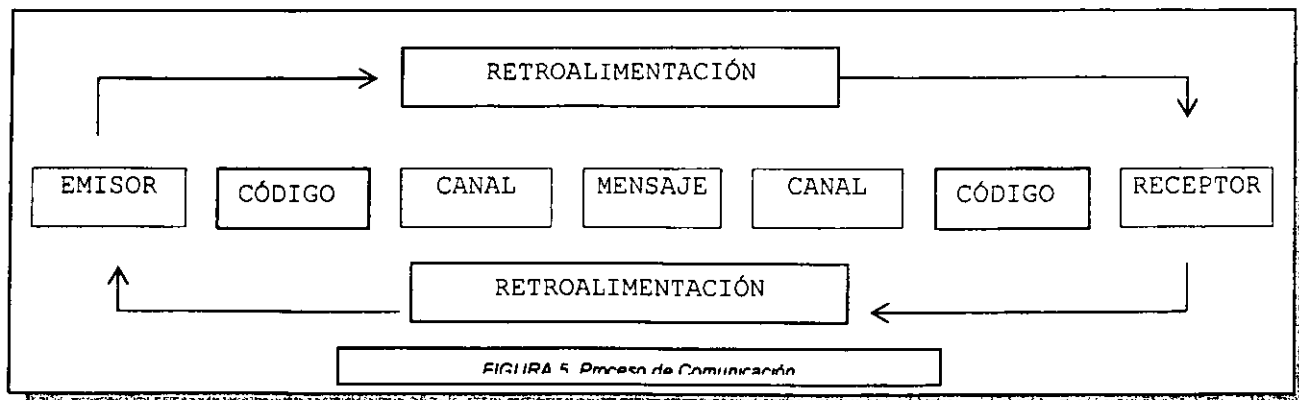 RETROALIMENTACIÓN
EMISOR CÓDIGO CANAL MENSAJE CANAL CÓDIGO RECEPTOR
RETROALIMENTACIÓN
FIGURA 5. Proceso de Comunicación